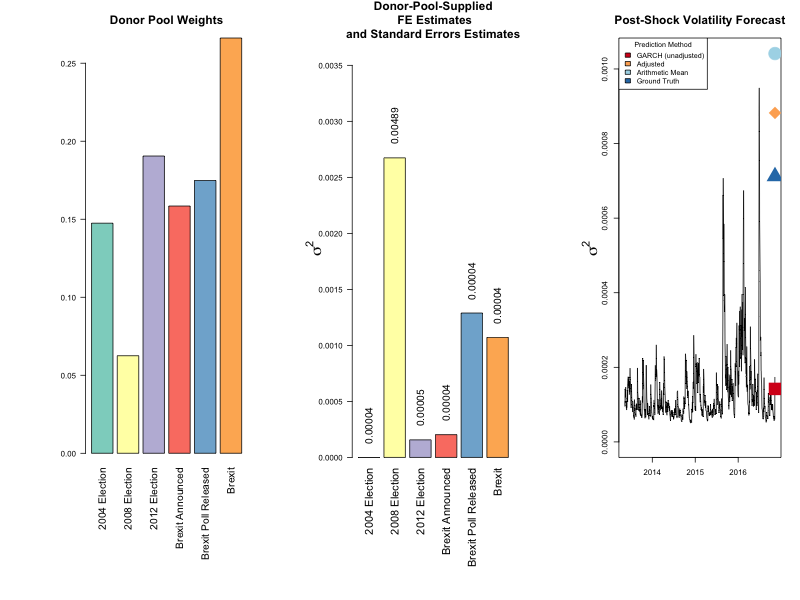 Donor Pool Weights
0.25
0.20
0.15
0.10
0.05
0.00
2004 Election
2008 Election
2012 Election
Brexit Announced
Brexit Poll Released
Brexit
Donor-Pool-Supplied
FE Estimates
and Standard Errors Estimates
σ²
0.0035
0.0030
0.0025
0.0020
0.0015
0.0010
0.0005
0.0000
0.00004
0.00489
0.00005
0.00004
0.00004
0.00004
2004 Election
2008 Election
2012 Election
Brexit Announced
Brexit Poll Released
Brexit
Post-Shock Volatility Forecast
σ²
0.0010
0.0008
0.0006
0.0004
0.0002
0.0000
Prediction Method
GARCH (unadjusted)
Adjusted
Arithmetic Mean
Ground Truth
2014
2015
2016